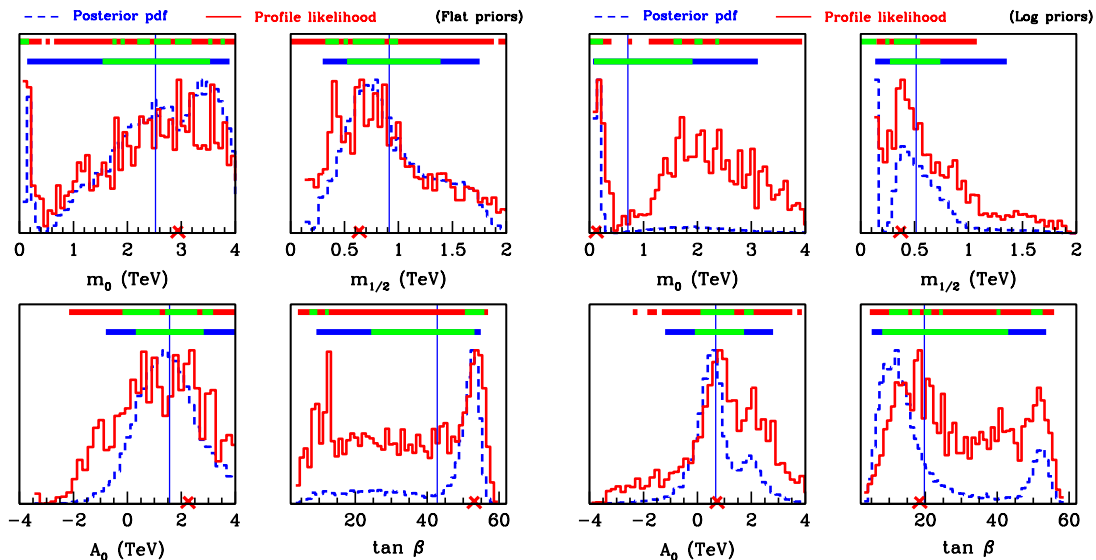 Posterior pdf Profile likelihood (Flat priors) Posterior pdf Profile likelihood (Log priors)
0 1 2 3 4 0 0.5 1 1.5 2 0 1 2 3 4 0 0.5 1 1.5 2
m₀ (TeV) m₁/₂ (TeV) m₀ (TeV) m₁/₂ (TeV)
−4 −2 0 2 4 20 40 60 −4 −2 0 2 4 20 40 60
A₀ (TeV) tan β A₀ (TeV) tan β